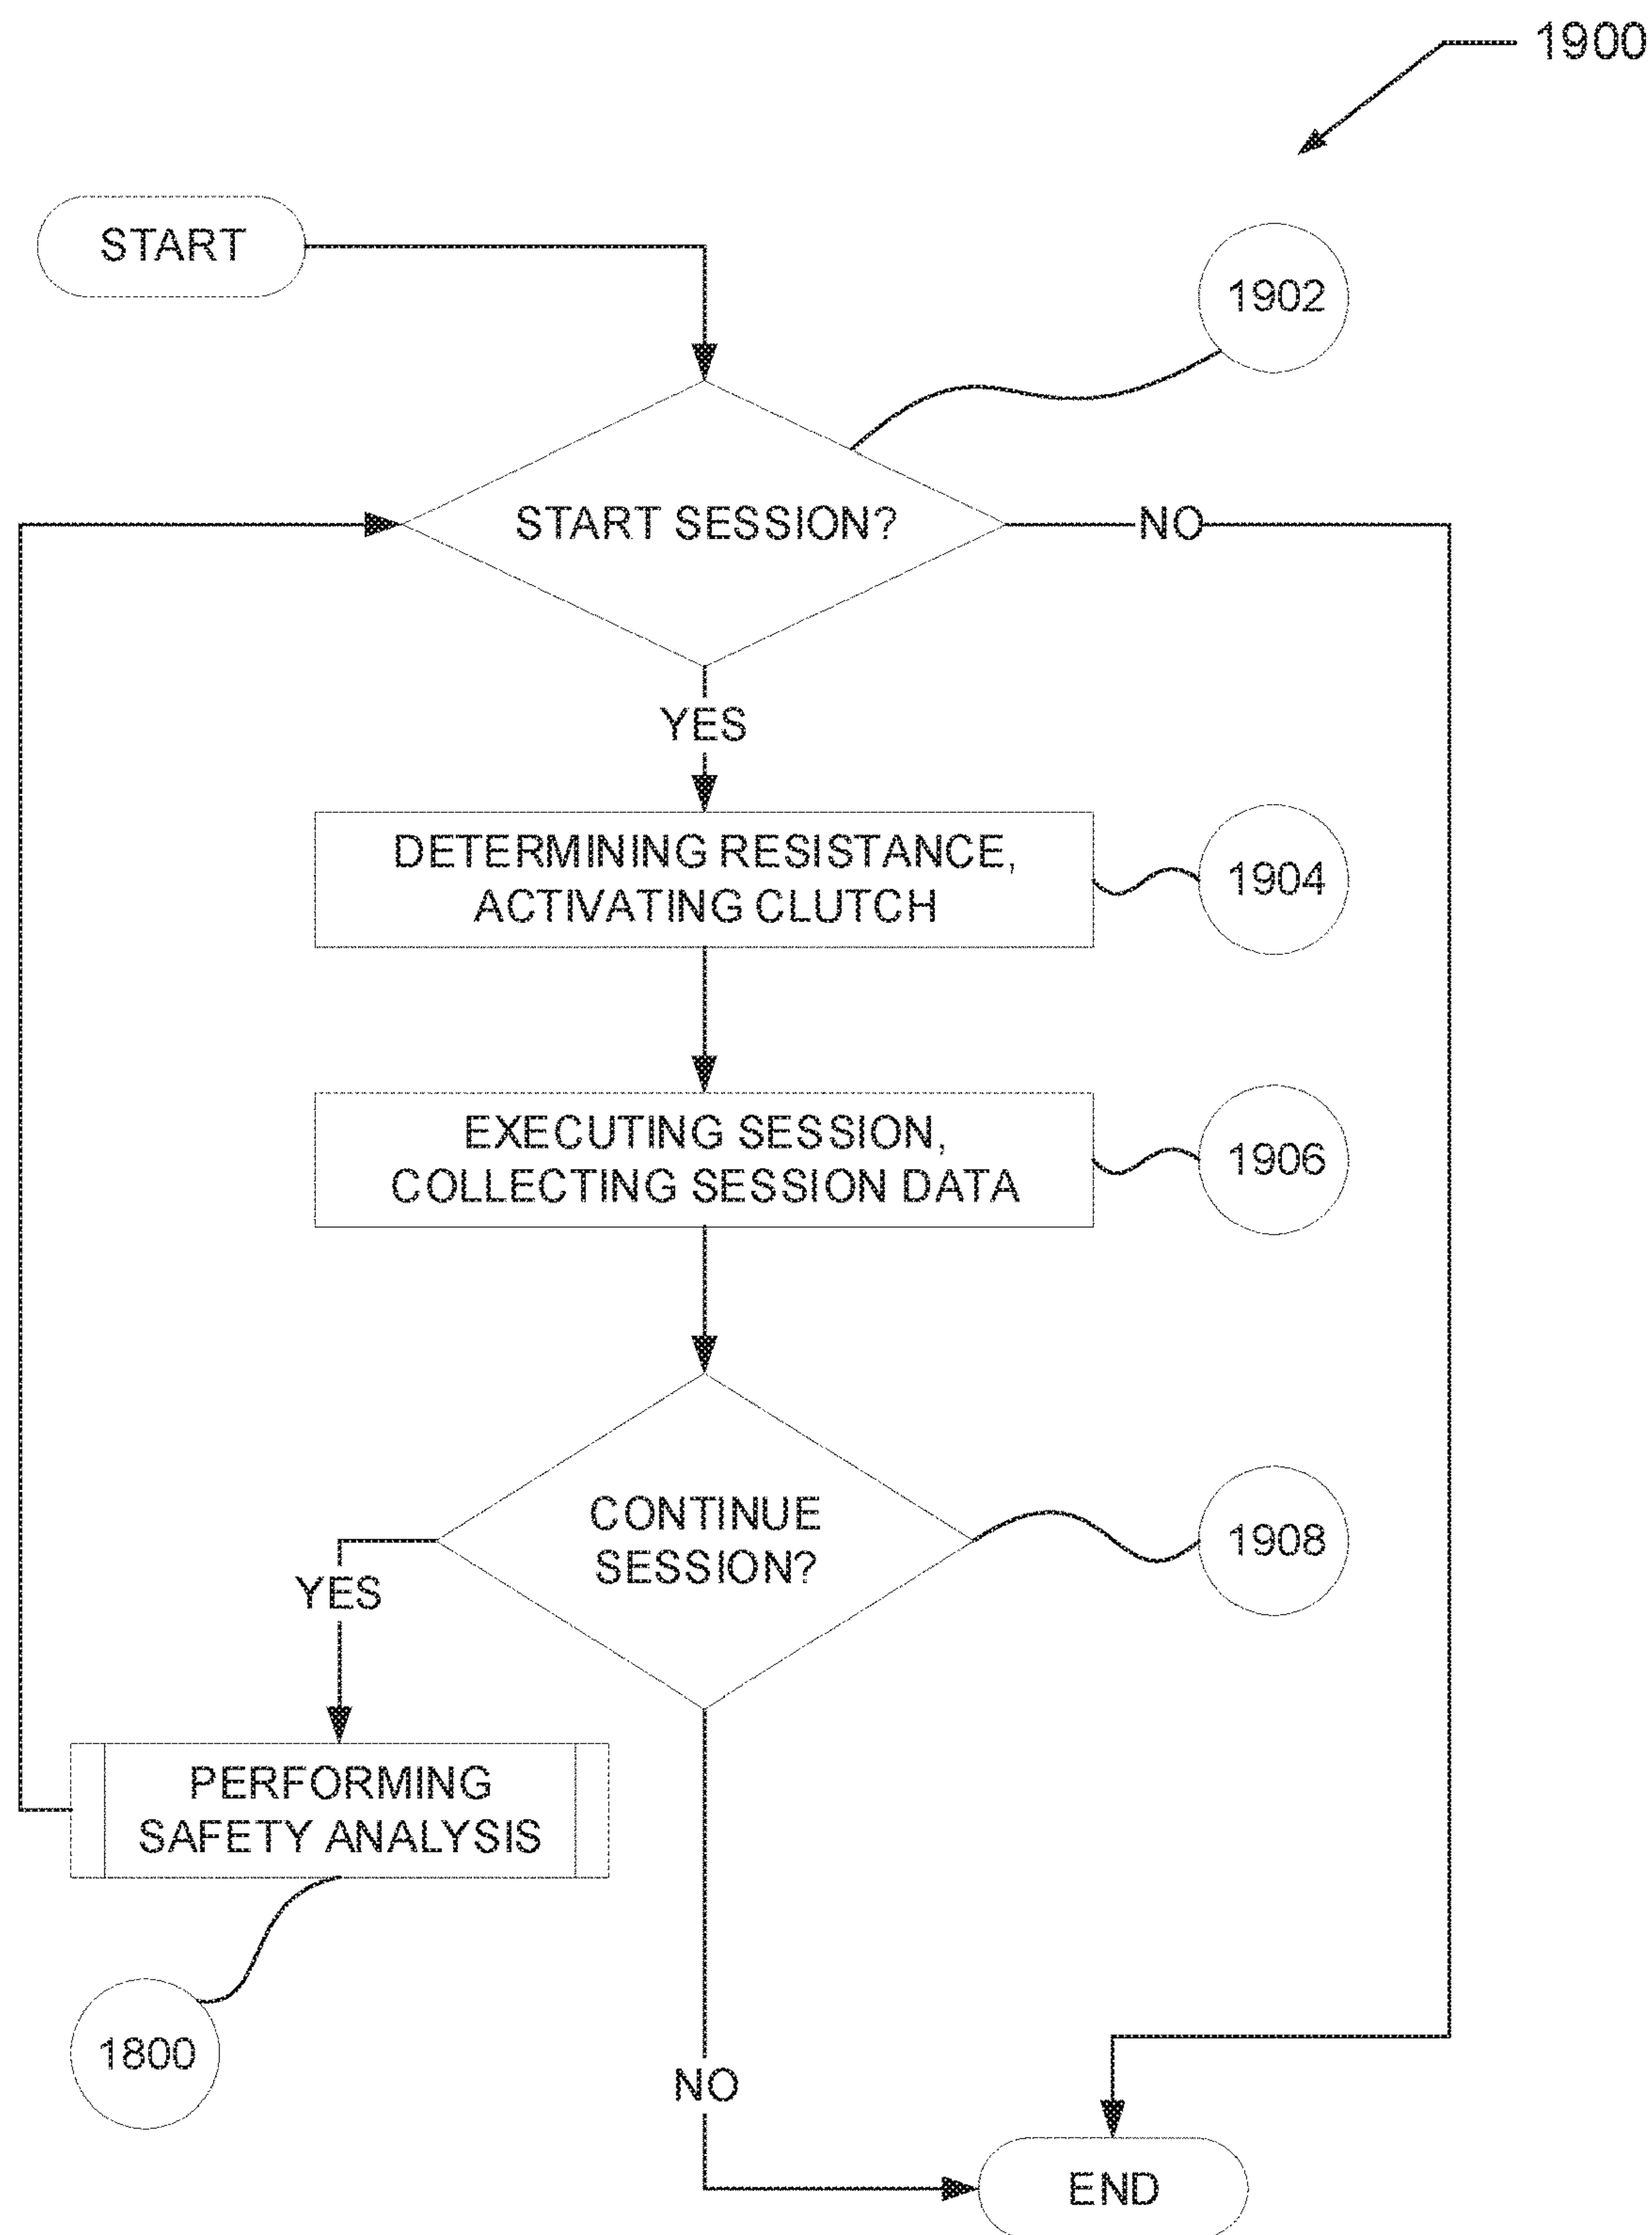 1900
START
1902
START SESSION?
NO
YES
DETERMINING RESISTANCE,
ACTIVATING CLUTCH
1904
EXECUTING SESSION,
COLLECTING SESSION DATA
1906
CONTINUE
SESSION?
1908
YES
PERFORMING
SAFETY ANALYSIS
1800
NO
END